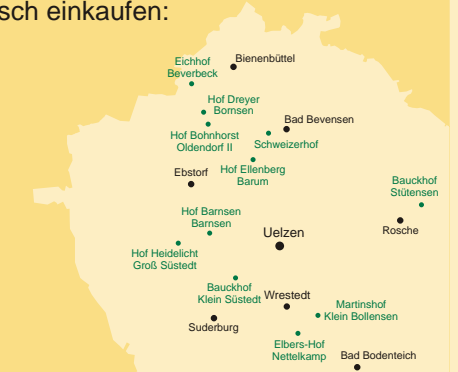 sch einkaufen:
Bienenbüttel
Eichhof
Beverbeck
Hof Dreyer
Bornsen
Bad Bevensen
Hof Bohnhorst
Oldendorf II
Schweizerhof
Hof Ellenberg
Barum
Ebstorf
Bauckhof
Stütensen
Hof Barnsen
Barnsen
Rosche
Uelzen
Hof Heidelicht
Groß Süstedt
Bauckhof
Klein Süstedt
Wrestedt
Martinshof
Klein Bollensen
Suderburg
Elbers-Hof
Nettelkamp
Bad Bodenteich